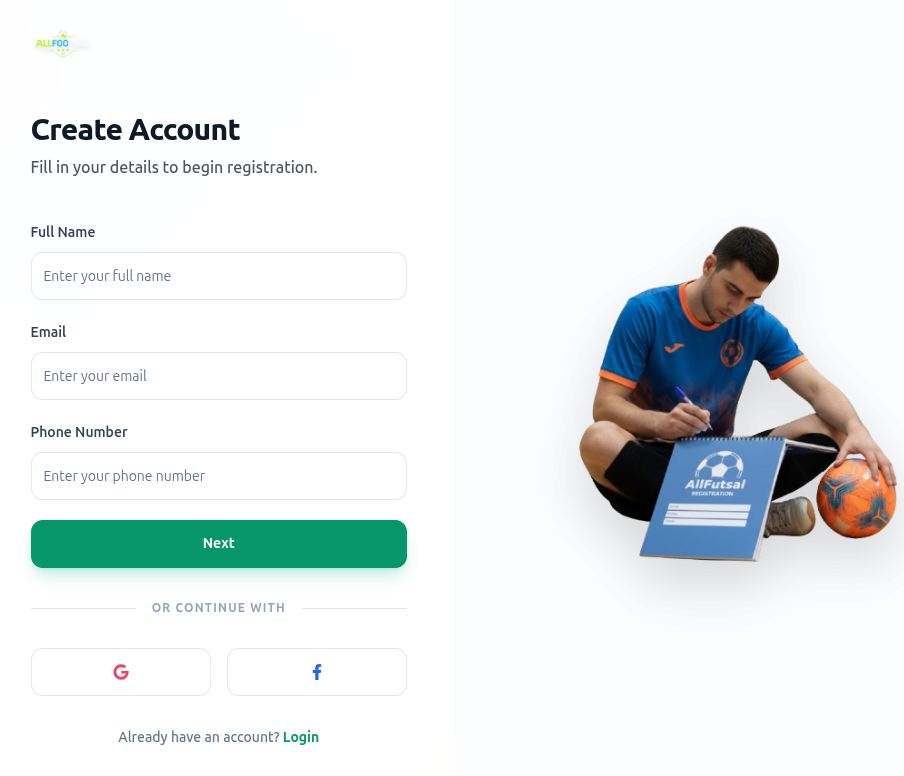 ALLFOO
Create Account
Fill in your details to begin registration.
Full Name
Enter your full name
Email
Enter your email
Phone Number
Enter your phone number
Next
OR CONTINUE WITH
G f
Already have an account? Login
AllFutsal
REGISTRATION